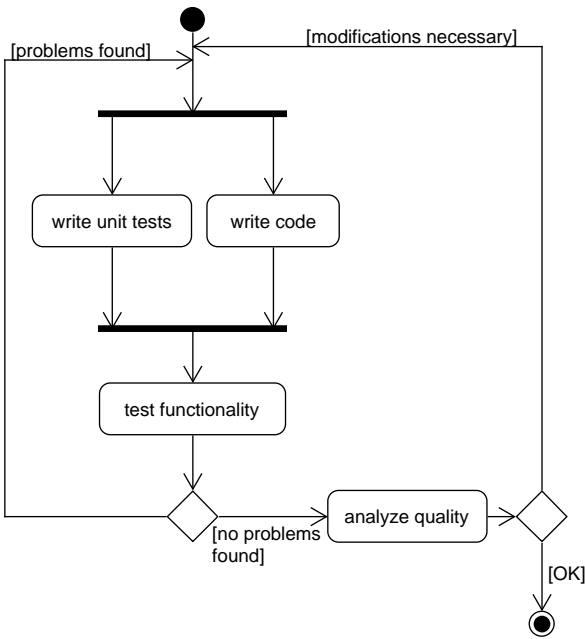 [modifications necessary]
[problems found]
write unit tests
write code
test functionality
analyze quality
[no problems
found]
[OK]